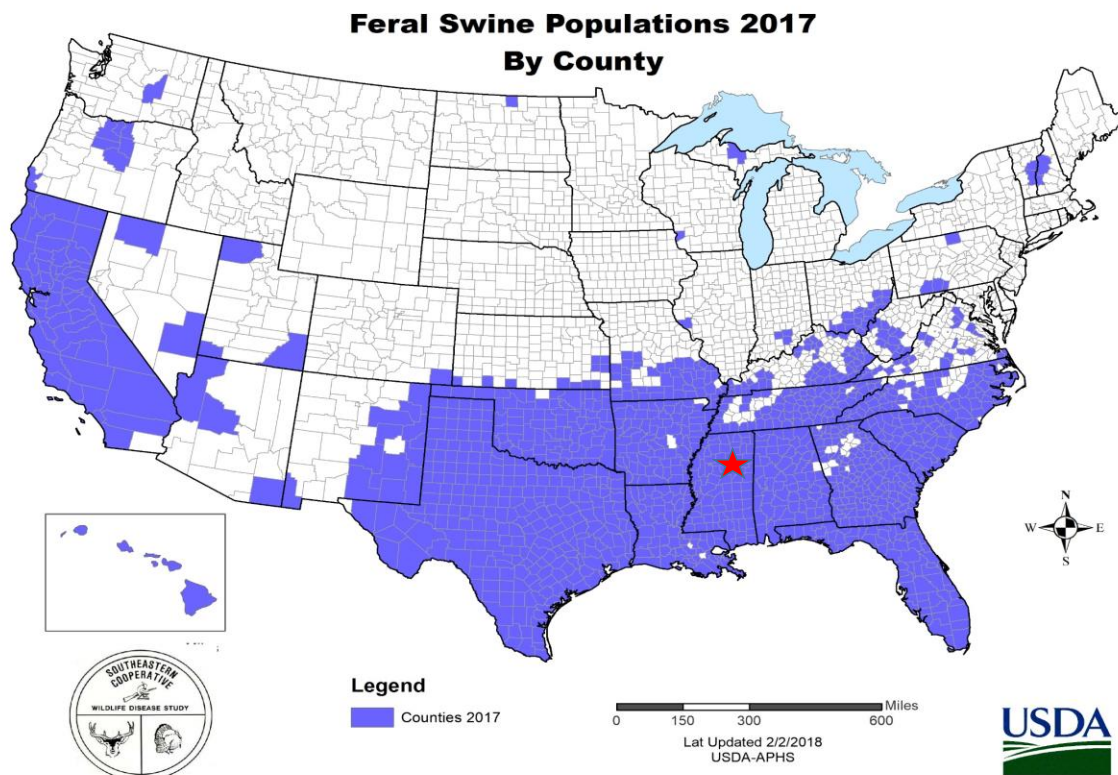 Feral Swine Populations 2017
By County
N
W
E
S
SOUTHEASTERN
COOPERATIVE
WILDLIFE DISEASE STUDY
Legend
Counties 2017
Miles
0 150 300 600
Lat Updated 2/2/2018
USDA-APHS
USDA